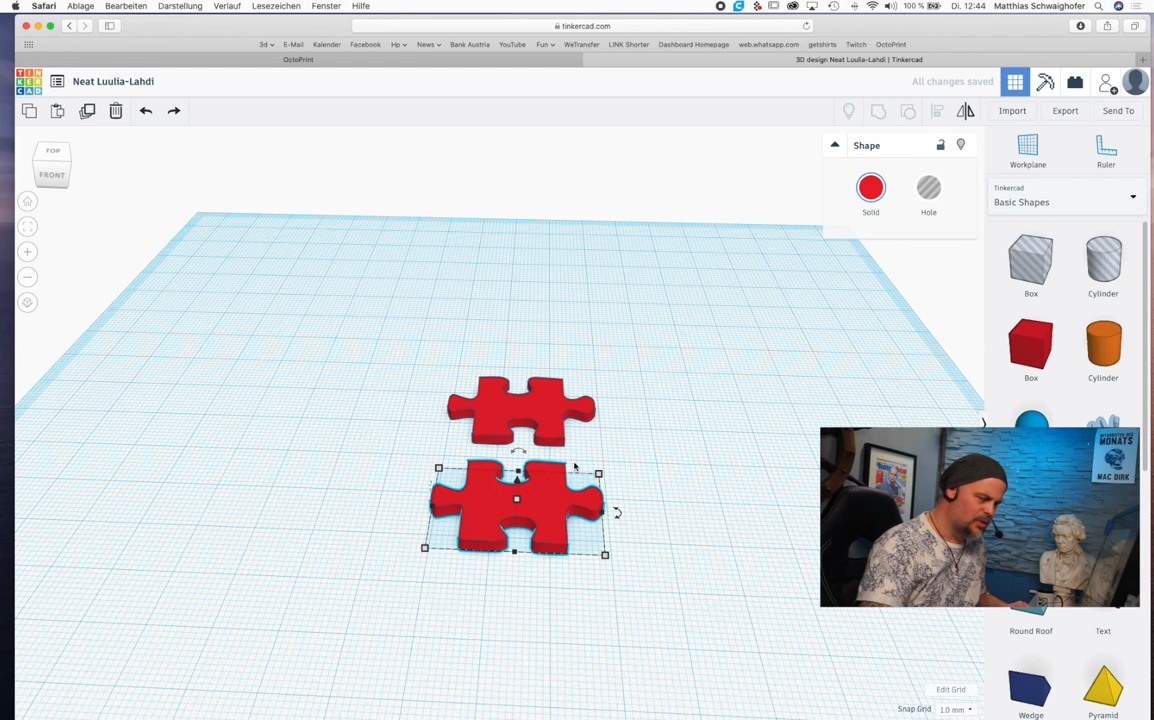 Safari Ablage Bearbeiten Darstellung Verlauf Lesezeichen Fenster Hilfe 100 % Di. 12:44 Matthias Schwaighofer
tinkercad.com
3d E-Mail Kalender Facebook Hp News Bank Austria YouTube Fun WeTransfer LINK Shorter Dashboard Homepage web.whatsapp.com getshirts Twitch OctoPrint
OctoPrint 3D design Neat Luulia-Lahdi | Tinkercad
TIN
KER
CAD
Neat Luulia-Lahdi All changes saved
Import Export Send To
Shape
Solid Hole
TOP
FRONT
Workplane Ruler
Tinkercad
Basic Shapes
Box Cylinder
Box Cylinder
MONATS
MAC DIRK
Round Roof Text
Wedge Pyramid
Edit Grid
Snap Grid 1.0 mm